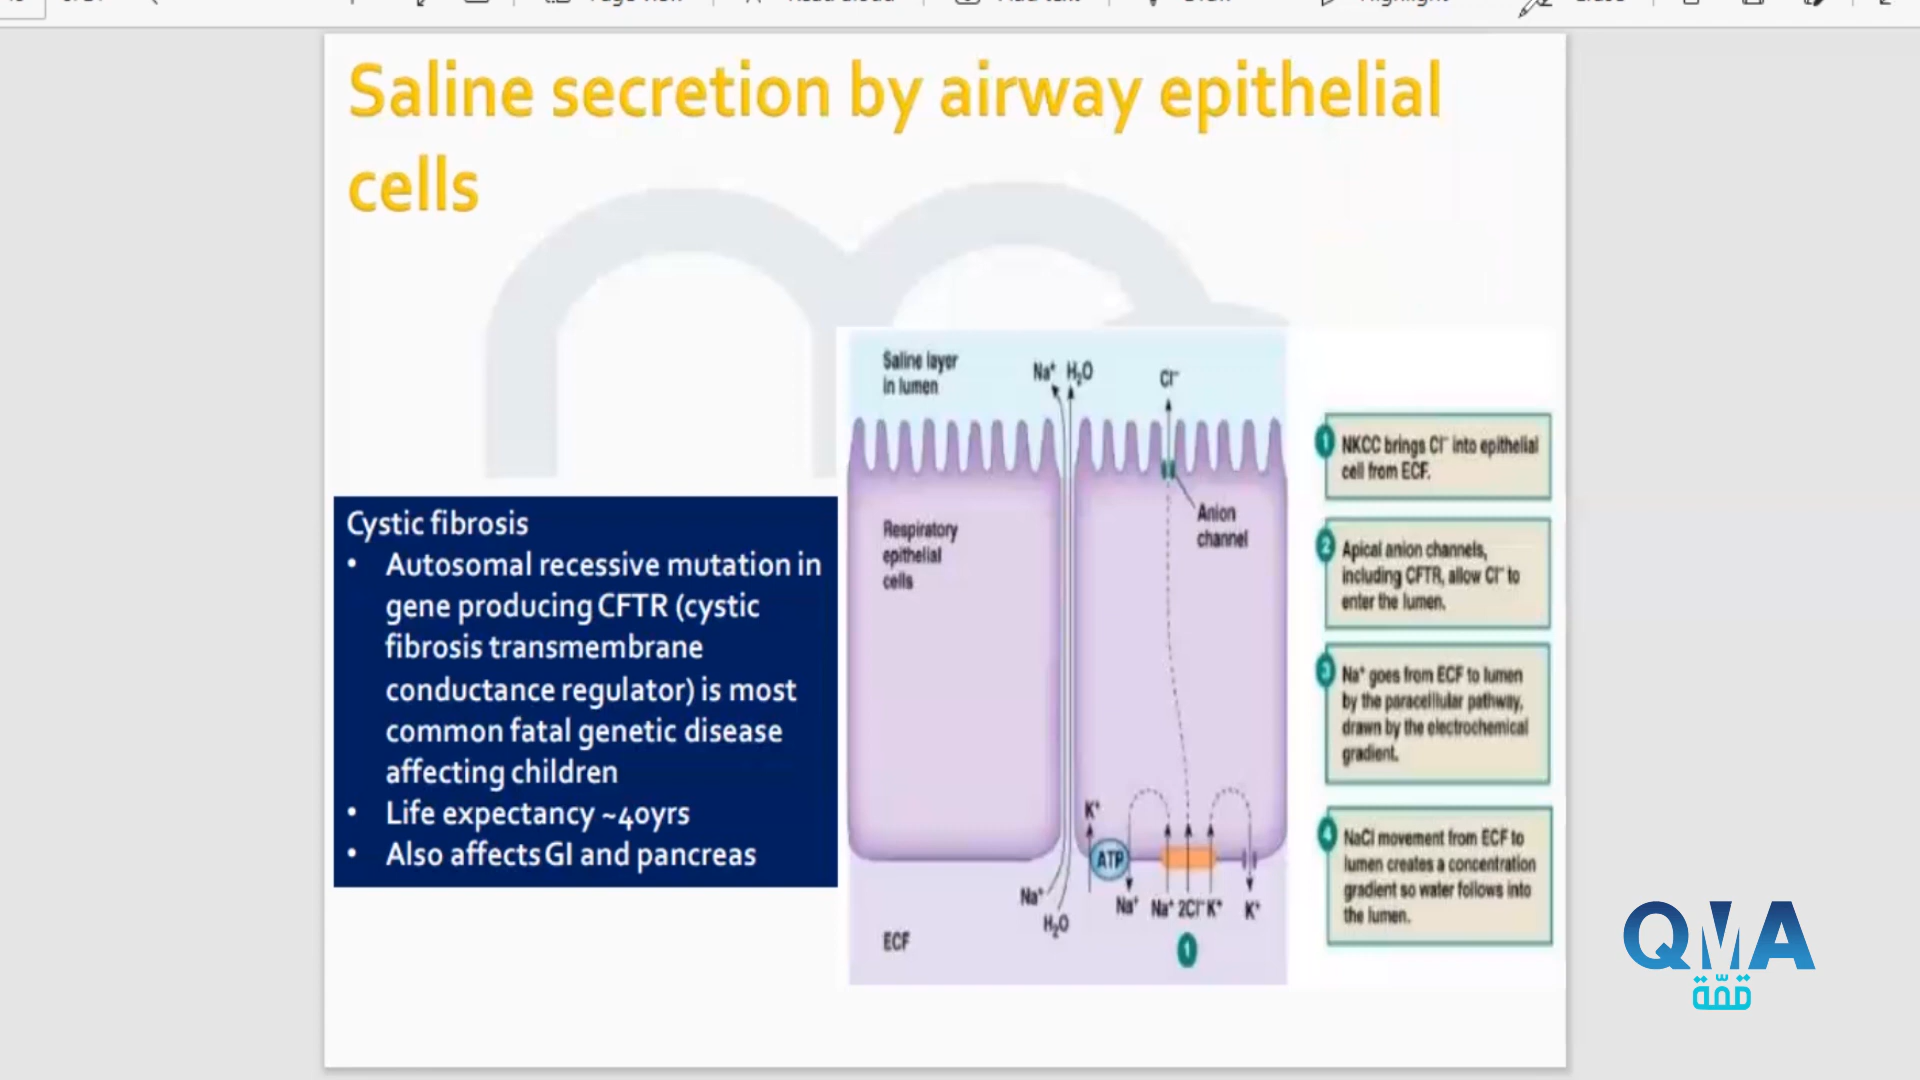 Saline secretion by airway epithelial
cells
Cystic fibrosis
• Autosomal recessive mutation in
gene producing CFTR (cystic
fibrosis transmembrane
conductance regulator) is most
common fatal genetic disease
affecting children
• Life expectancy ~40yrs
• Also affects GI and pancreas
Saline layer
in lumen
Na⁺ H₂O
Cl⁻
Anion
channel
Respiratory
epithelial
cells
K⁺
ATP
Na⁺
H₂O
Na⁺ Na⁺ 2Cl⁻ K⁺ K⁺
ECF
1
1 NKCC brings Cl⁻ into epithelial
cell from ECF.
2 Apical anion channels,
including CFTR, allow Cl⁻ to
enter the lumen.
3 Na⁺ goes from ECF to lumen
by the paracellular pathway,
drawn by the electrochemical
gradient.
4 NaCl movement from ECF to
lumen creates a concentration
gradient so water follows into
the lumen.
QMA
قمّة